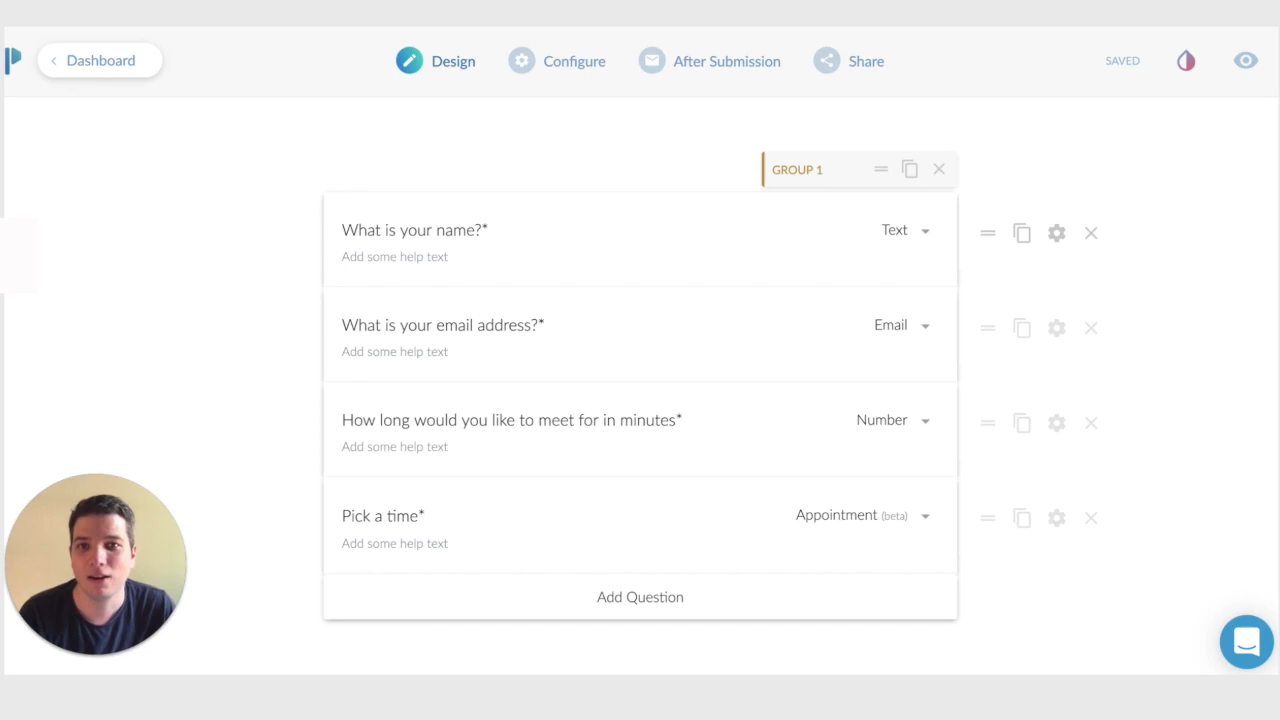 Dashboard
Design
Configure
After Submission
Share
SAVED
GROUP 1
What is your name?*
Text
Add some help text
What is your email address?*
Email
Add some help text
How long would you like to meet for in minutes*
Number
Add some help text
Pick a time*
Appointment (beta)
Add some help text
Add Question